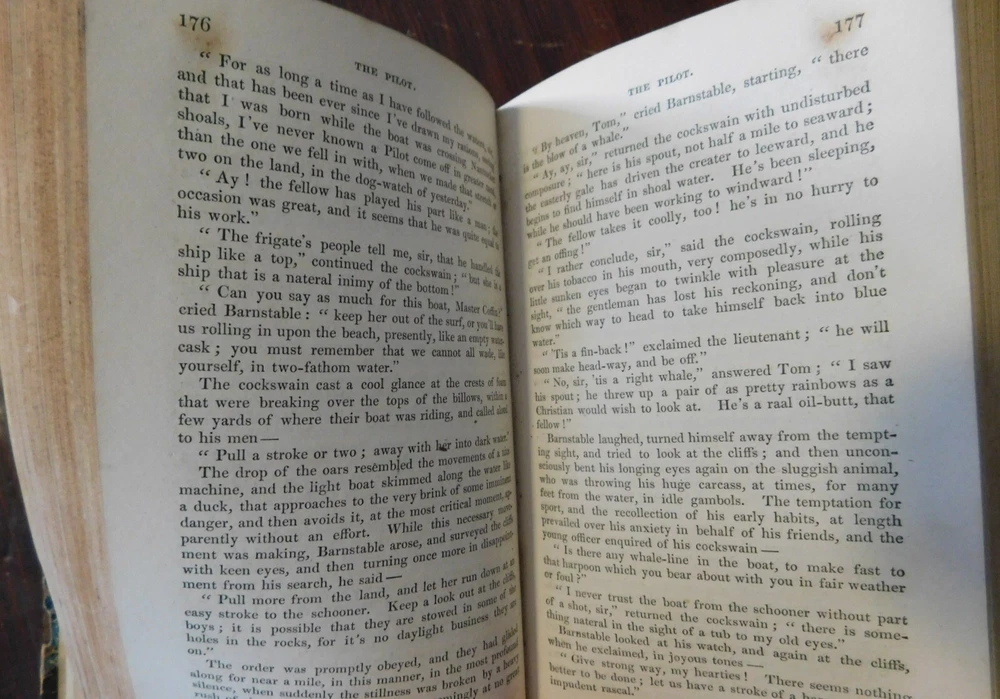 176
THE PILOT.
“ For as long a time as I have followed the waters,
and that has been ever since I've drawn my rations, seeing
that I was born while the boat was crossing Nantucket
shoals, I've never known a Pilot come off in greater need,
than the one we fell in with, when we made that stretch of
two on the land, in the dog-watch of yesterday.”
“ Ay ! the fellow has played his part like a man ; the
occasion was great, and it seems that he was quite equal to
his work.”
“ The frigate's people tell me, sir, that he handled the
ship like a top,” continued the cockswain ; “ but she is a
ship that is a nateral inimy of the bottom !”
“ Can you say as much for this boat, Master Coffin ?”
cried Barnstable : “ keep her out of the surf, or you'll have
us rolling in upon the beach, presently, like an empty water-
cask ; you must remember that we cannot all wade, like
yourself, in two-fathom water.”
The cockswain cast a cool glance at the crests of foam
that were breaking over the tops of the billows, within a
few yards of where their boat was riding, and called aloud
to his men—
“ Pull a stroke or two ; away with her into dark water.”
The drop of the oars resembled the movements of a nice
machine, and the light boat skimmed along the water like
a duck, that approaches to the very brink of some imminent
danger, and then avoids it, at the most critical moment, ap-
parently without an effort. While this necessary move-
ment was making, Barnstable arose, and surveyed the cliffs
with keen eyes, and then turning once more in disappoint-
ment from his search, he said—
“ Pull more from the land, and let her run down at an
easy stroke to the schooner. Keep a look out at the cliffs,
boys ; it is possible that they are stowed in some of the
holes in the rocks, for it's no daylight business they are
on.”
The order was promptly obeyed, and they had glided
along for near a mile, in this manner, in the most profound
silence, when suddenly the stillness was broken by a heavy
rush of
177
THE PILOT.
“ By heaven, Tom,” cried Barnstable, starting, “ there
is the blow of a whale.”
“ Ay, ay, sir,” returned the cockswain with undisturbed
composure ; “ here is his spout, not half a mile to seaward ;
the easterly gale has driven the creater to leeward, and he
begins to find himself in shoal water. He's been sleeping,
while he should have been working to windward !”
“ The fellow takes it coolly, too ! he's in no hurry to
get an offing !”
“ I rather conclude, sir,” said the cockswain, rolling
over his tobacco in his mouth, very composedly, while his
little sunken eyes began to twinkle with pleasure at the
sight, “ the gentleman has lost his reckoning, and don't
know which way to head to take himself back into blue
water.”
“ 'Tis a fin-back !” exclaimed the lieutenant ; “ he will
soon make head-way, and be off.”
“ No, sir, 'tis a right whale,” answered Tom ; “ I saw
his spout ; he threw up a pair of as pretty rainbows as a
Christian would wish to look at. He's a raal oil-butt, that
fellow !”
Barnstable laughed, turned himself away from the tempt-
ing sight, and tried to look at the cliffs ; and then uncon-
sciously bent his longing eyes again on the sluggish animal,
who was throwing his huge carcass, at times, for many
feet from the water, in idle gambols. The temptation for
sport, and the recollection of his early habits, at length
prevailed over his anxiety in behalf of his friends, and the
young officer enquired of his cockswain—
“ Is there any whale-line in the boat, to make fast to
that harpoon which you bear about with you in fair weather
or foul ?”
“ I never trust the boat from the schooner without part
of a shot, sir,” returned the cockswain ; “ there is some-
thing nateral in the sight of a tub to my old eyes.”
Barnstable looked at his watch, and again at the cliffs,
when he exclaimed, in joyous tones—
“ Give strong way, my hearties ! There seems nothing
better to be done ; let us have a stroke of a
impudent rascal.”